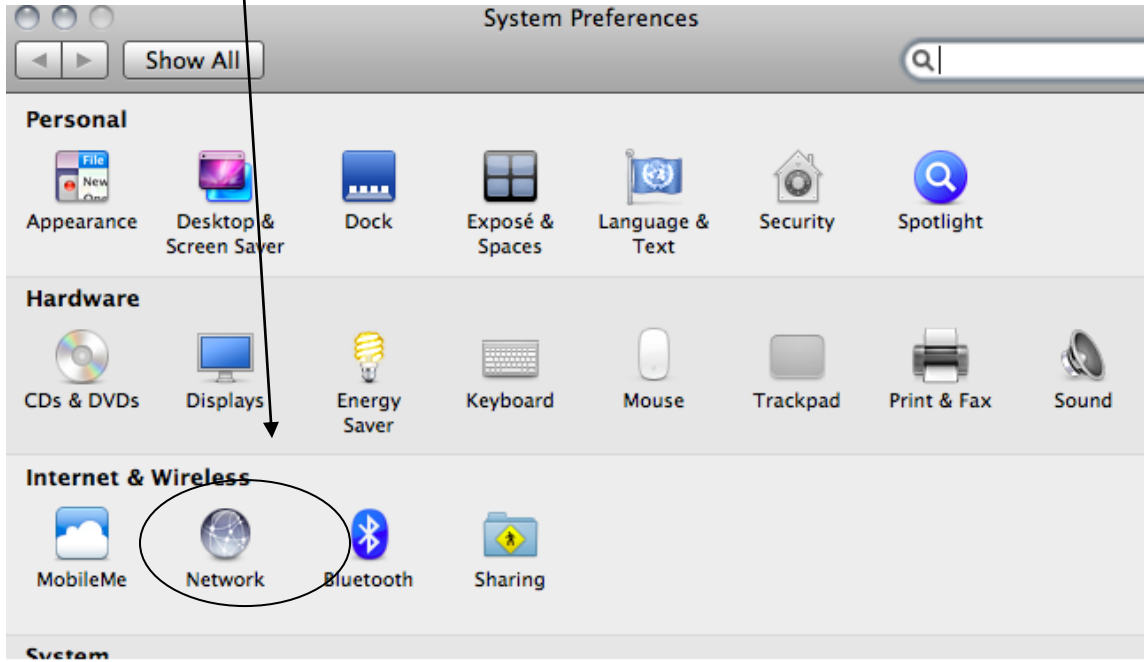 System Preferences
Show All
Personal
File
New
One
Appearance
Desktop &
Screen Saver
Dock
Exposé &
Spaces
Language &
Text
Security
Spotlight
Hardware
CDs & DVDs
Displays
Energy
Saver
Keyboard
Mouse
Trackpad
Print & Fax
Sound
Internet & Wireless
MobileMe
Network
Bluetooth
Sharing
System